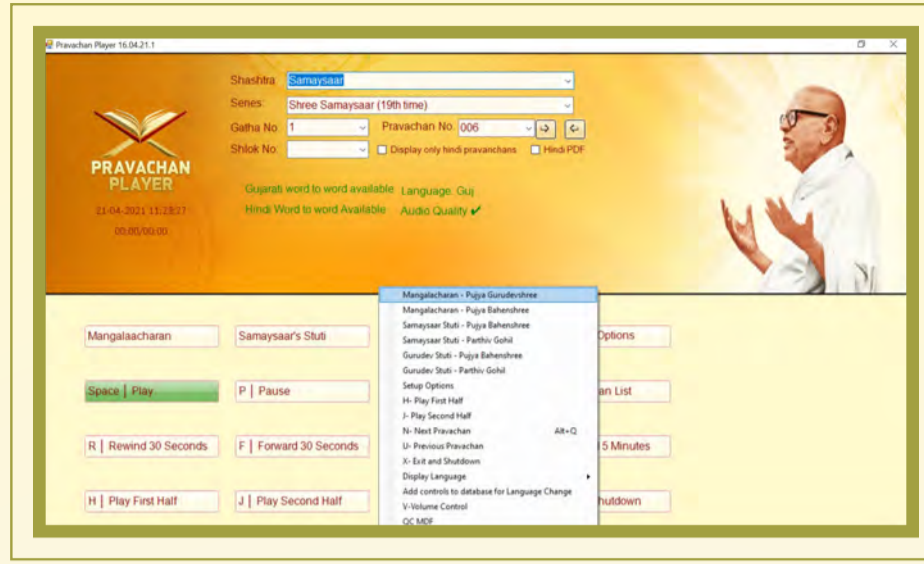 Pravachan Player 16.04.21.1
Shashtra: Samaysaar
Series: Shree Samaysaar (19th time)
Gatha No. 1 Pravachan No. 006
Shlok No. Display only hindi pravanchans Hindi PDF
PRAVACHAN
PLAYER
21-04-2021 11:23:27
00:00/00:00
Gujarati word to word available Language: Guj
Hindi Word to word Available Audio Quality ✔
Mangalaacharan
Samaysaar's Stuti
Options
Space | Play
P | Pause
an List
R | Rewind 30 Seconds
F | Forward 30 Seconds
5 Minutes
H | Play First Half
J | Play Second Half
hutdown
Mangalacharan - Pujya Gurudevshree
Mangalacharan - Pujya Bahenshree
Samaysaar Stuti - Pujya Bahenshree
Samaysaar Stuti - Parthiv Gohil
Gurudev Stuti - Pujya Bahenshree
Gurudev Stuti - Parthiv Gohil
Setup Options
H- Play First Half
J- Play Second Half
N- Next Pravachan Alt+Q
U- Previous Pravachan
X- Exit and Shutdown
Display Language
Add controls to database for Language Change
V-Volume Control
QC MDF